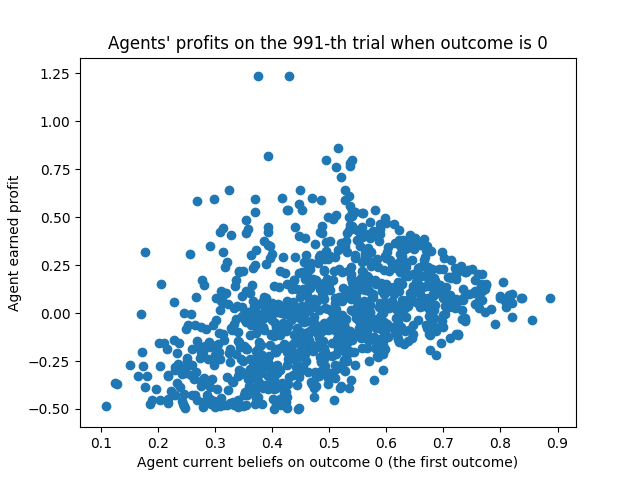 Agents' profits on the 991-th trial when outcome is 0
1.25
1.00
0.75
0.50
0.25
0.00
−0.25
−0.50
Agent earned profit
0.1 0.2 0.3 0.4 0.5 0.6 0.7 0.8 0.9
Agent current beliefs on outcome 0 (the first outcome)